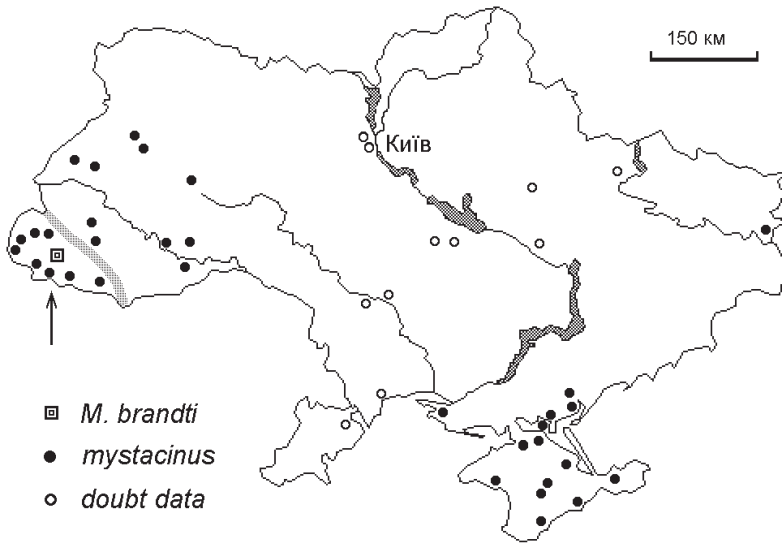 150 км
Київ
M. brandti
mystacinus
doubt data